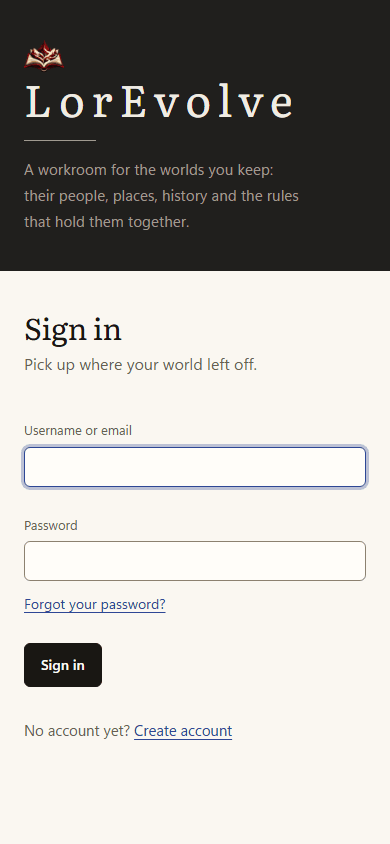 LorEvolve
A workroom for the worlds you keep:
their people, places, history and the rules
that hold them together.
Sign in
Pick up where your world left off.
Username or email
Password
Forgot your password?
Sign in
No account yet? Create account